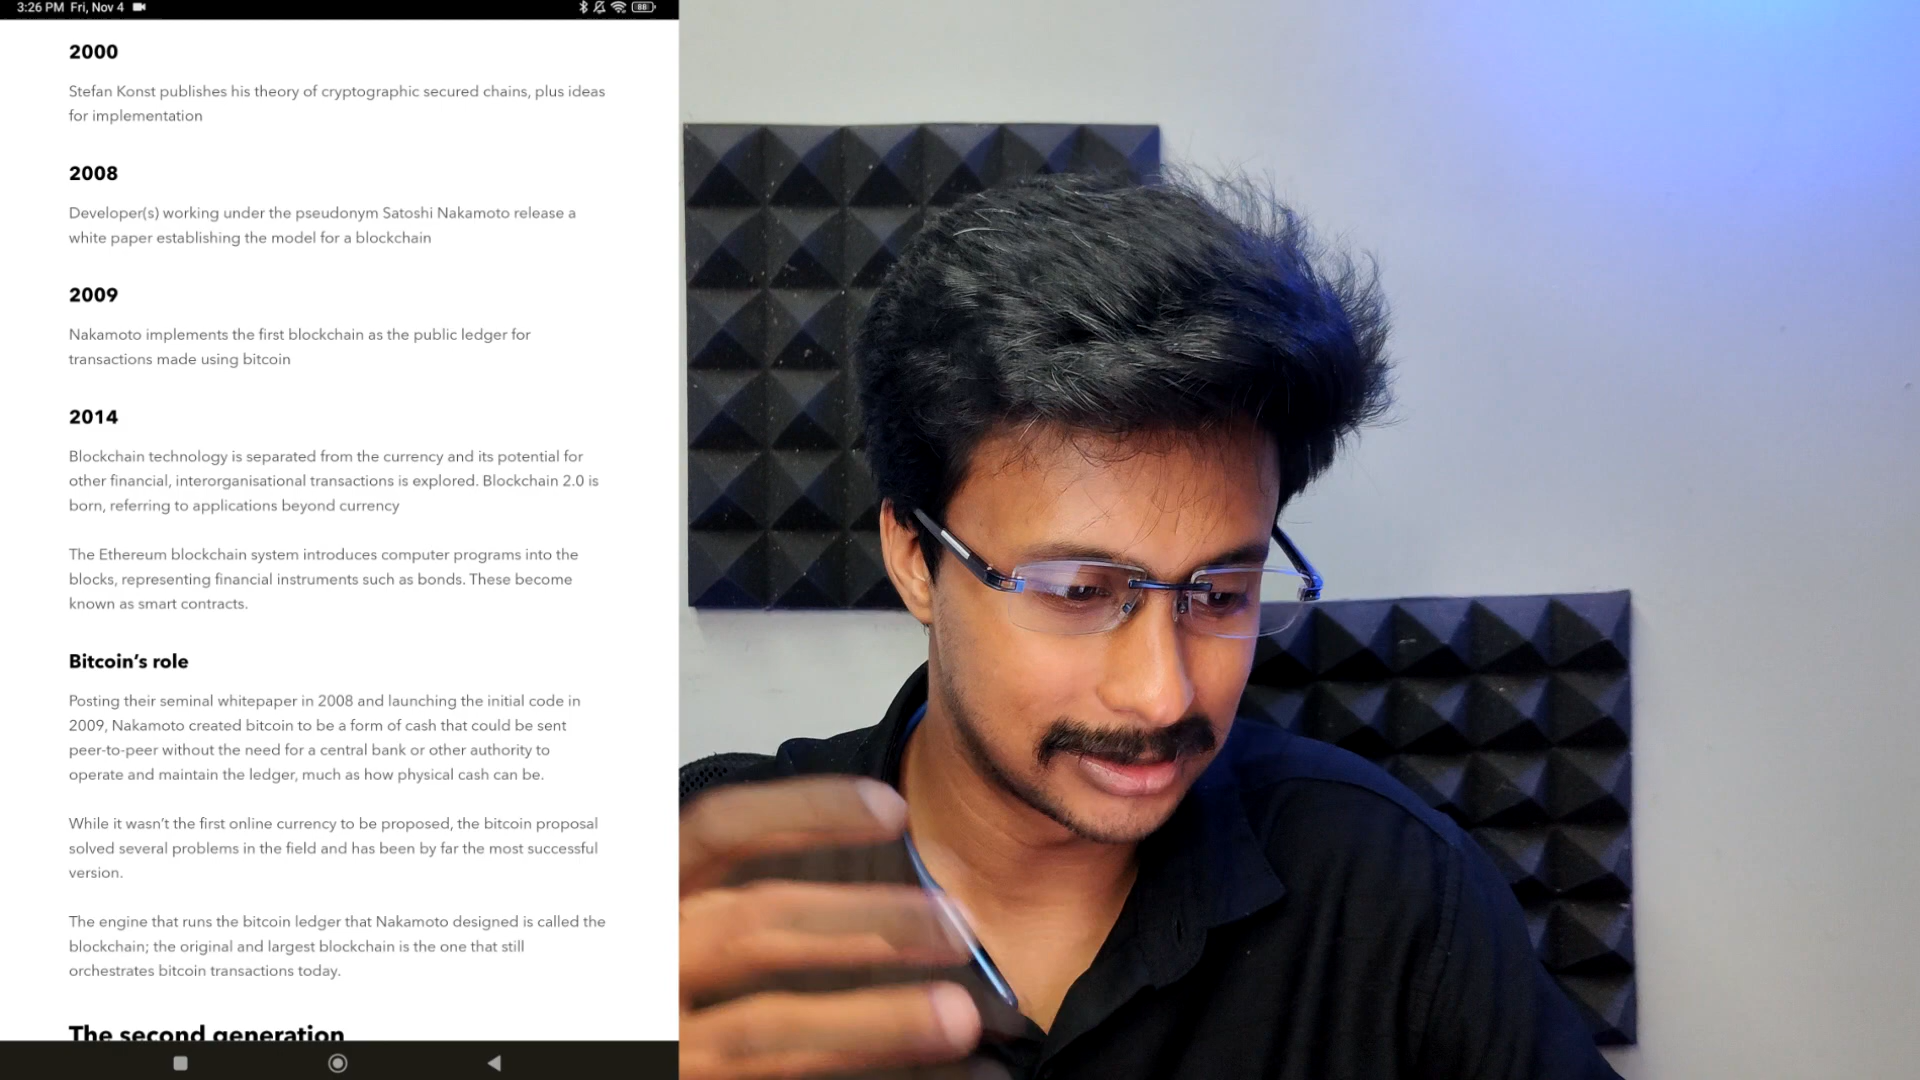 3:26 PM Fri, Nov 4
88
2000
Stefan Konst publishes his theory of cryptographic secured chains, plus ideas
for implementation
2008
Developer(s) working under the pseudonym Satoshi Nakamoto release a
white paper establishing the model for a blockchain
2009
Nakamoto implements the first blockchain as the public ledger for
transactions made using bitcoin
2014
Blockchain technology is separated from the currency and its potential for
other financial, interorganisational transactions is explored. Blockchain 2.0 is
born, referring to applications beyond currency
The Ethereum blockchain system introduces computer programs into the
blocks, representing financial instruments such as bonds. These become
known as smart contracts.
Bitcoin’s role
Posting their seminal whitepaper in 2008 and launching the initial code in
2009, Nakamoto created bitcoin to be a form of cash that could be sent
peer-to-peer without the need for a central bank or other authority to
operate and maintain the ledger, much as how physical cash can be.
While it wasn’t the first online currency to be proposed, the bitcoin proposal
solved several problems in the field and has been by far the most successful
version.
The engine that runs the bitcoin ledger that Nakamoto designed is called the
blockchain; the original and largest blockchain is the one that still
orchestrates bitcoin transactions today.
The second generation